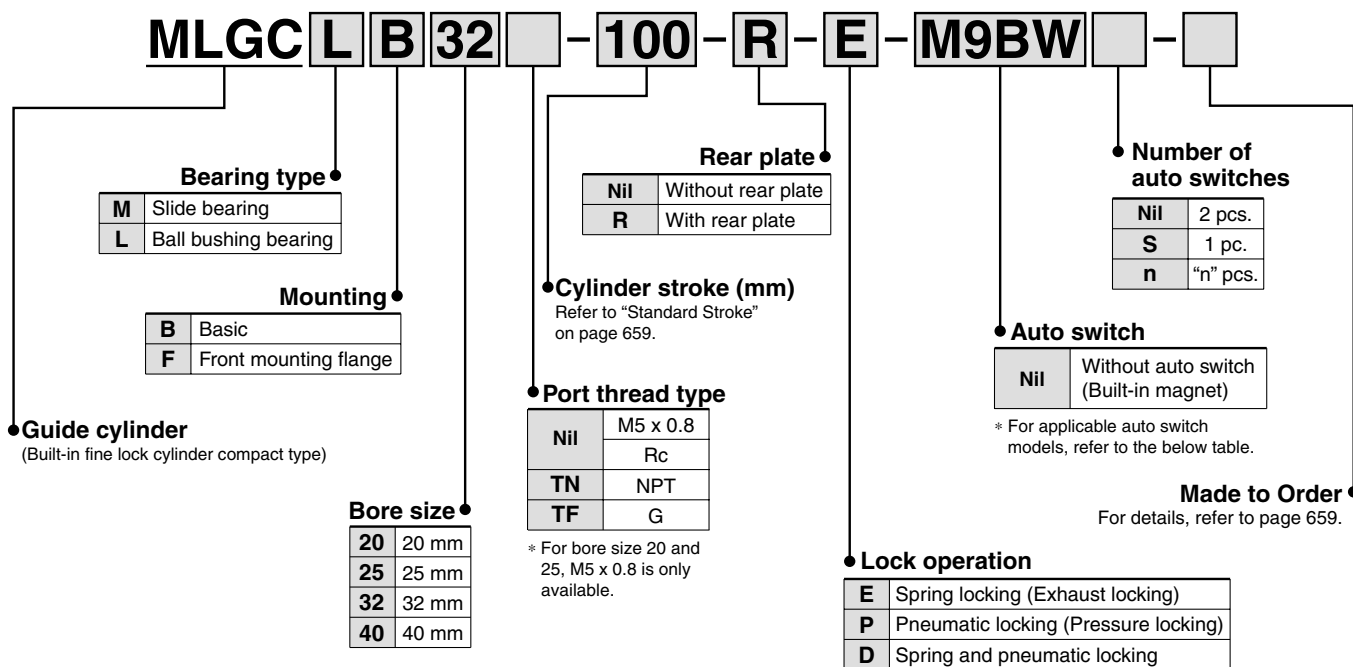 MLGC L B 32 - 100 - R - E - M9BW -
Bearing type
M Slide bearing
L Ball bushing bearing
Mounting
B Basic
F Front mounting flange
Guide cylinder
(Built-in fine lock cylinder compact type)
Bore size
20 20 mm
25 25 mm
32 32 mm
40 40 mm
Rear plate
Nil Without rear plate
R With rear plate
Cylinder stroke (mm)
Refer to “Standard Stroke”
on page 659.
Port thread type
Nil M5 x 0.8
Rc
TN NPT
TF G
* For bore size 20 and
25, M5 x 0.8 is only
available.
Number of
auto switches
Nil 2 pcs.
S 1 pc.
n “n” pcs.
Auto switch
Nil Without auto switch
(Built-in magnet)
* For applicable auto switch
models, refer to the below table.
Made to Order
For details, refer to page 659.
Lock operation
E Spring locking (Exhaust locking)
P Pneumatic locking (Pressure locking)
D Spring and pneumatic locking